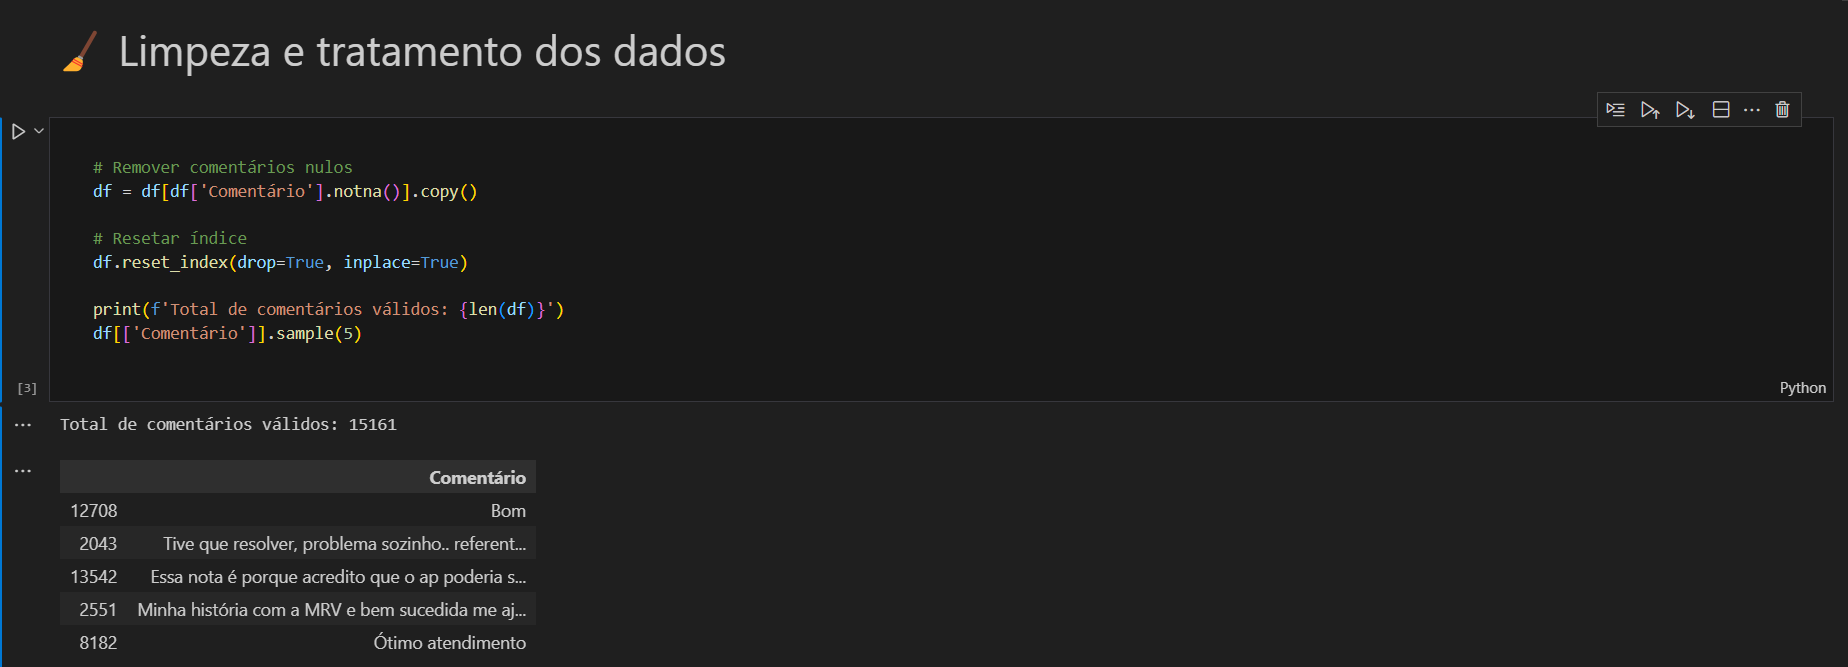 Limpeza e tratamento dos dados
# Remover comentários nulos
df = df[df['Comentário'].notna()].copy()
# Resetar índice
df.reset_index(drop=True, inplace=True)
print(f'Total de comentários válidos: {len(df)}')
df[['Comentário']].sample(5)
[3]
Python
Total de comentários válidos: 15161
Comentário
12708 Bom
2043 Tive que resolver, problema sozinho.. referent...
13542 Essa nota é porque acredito que o ap poderia s...
2551 Minha história com a MRV e bem sucedida me aj...
8182 Ótimo atendimento